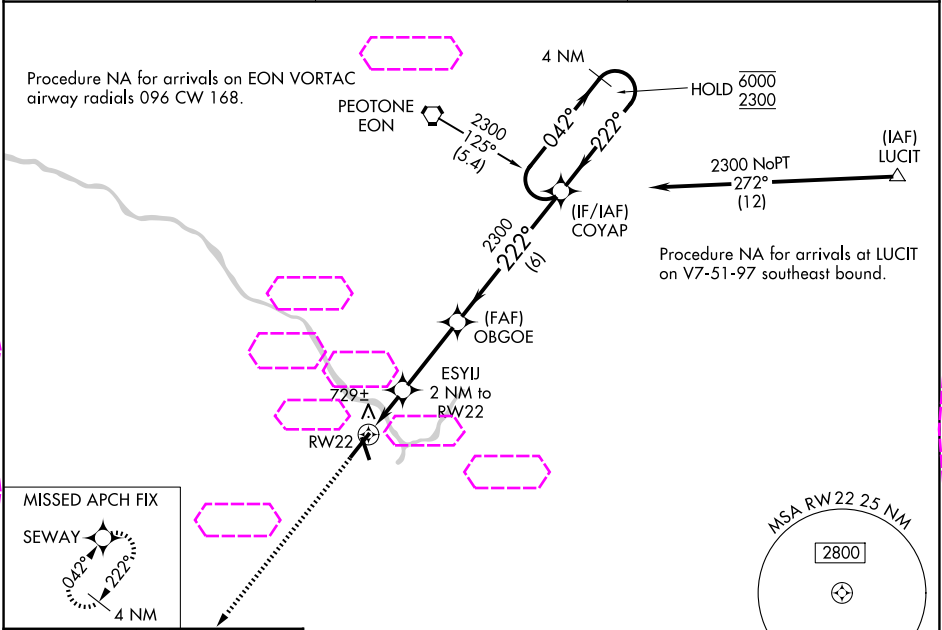 Procedure NA for arrivals on EON VORTAC
airway radials 096 CW 168.
PEOTONE
EON
2300
125°
(5.4)
4 NM
042°
222°
HOLD 6000
2300
(IAF)
LUCIT
2300 NoPT
272°
(12)
(IF/IAF)
COYAP
Procedure NA for arrivals at LUCIT
on V7-51-97 southeast bound.
2300
222°
(6)
(FAF)
OBGOE
ESYIJ
2 NM to
RW22
729±
RW22
MISSED APCH FIX
SEWAY
042°
222°
4 NM
MSA RW 22 25 NM
2800